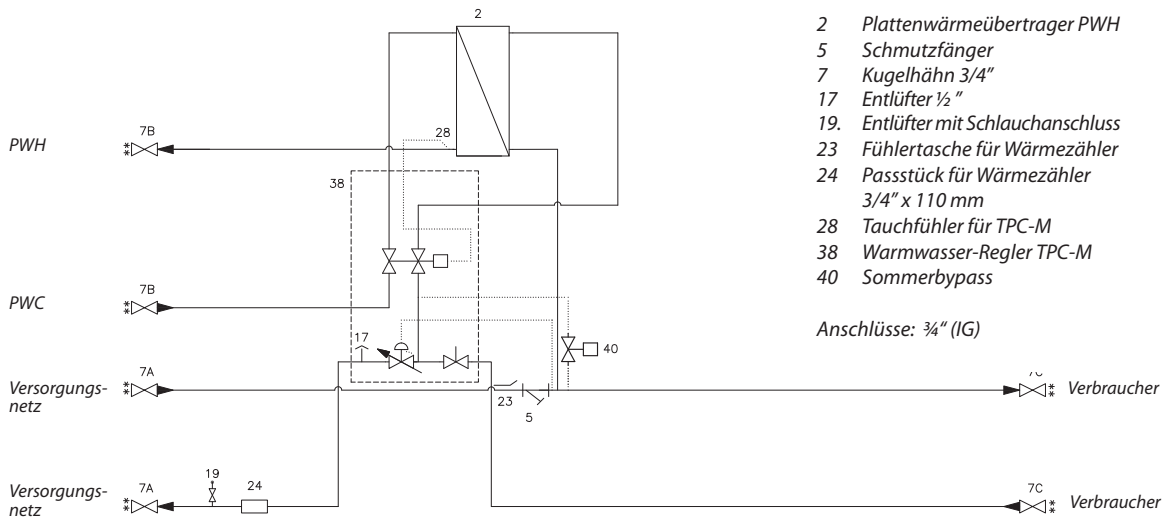 2
2 Plattenwärmeübertrager PWH
5 Schmutzfänger
7 Kugelhähn 3/4"
17 Entlüfter ½ "
19. Entlüfter mit Schlauchanschluss
23 Fühlertasche für Wärmezähler
24 Passstück für Wärmezähler
3/4" x 110 mm
28 Tauchfühler für TPC-M
38 Warmwasser-Regler TPC-M
40 Sommerbypass
Anschlüsse: ¾" (IG)
PWH
7B
**
28
38
PWC
7B
**
17
40
Versorgungs-
netz
7A
**
23
5
7C
**
Verbraucher
Versorgungs-
netz
7A
**
19
24
7C
**
Verbraucher